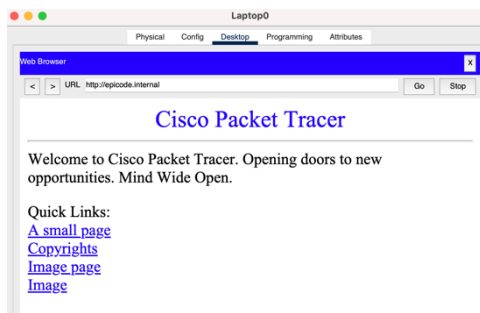 Laptop0
Physical Config Desktop Programming Attributes
Web Browser
X
< > URL http://epicode.internal Go Stop
Cisco Packet Tracer
Welcome to Cisco Packet Tracer. Opening doors to new
opportunities. Mind Wide Open.
Quick Links:
A small page
Copyrights
Image page
Image